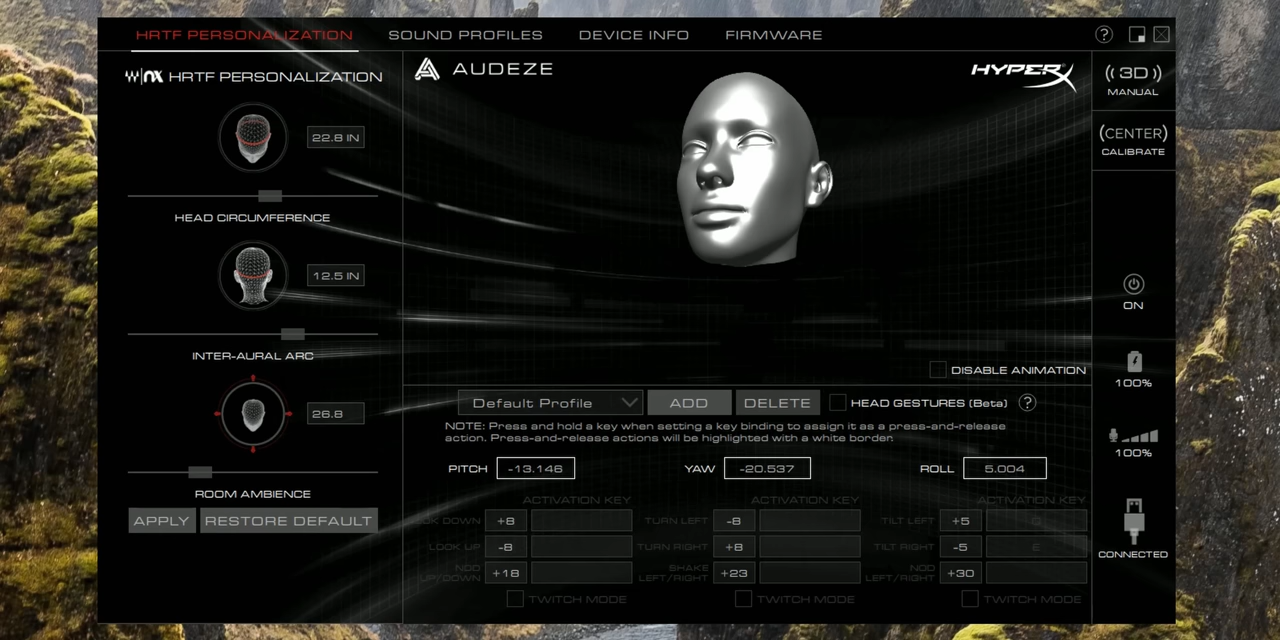 HRTF PERSONALIZATION SOUND PROFILES DEVICE INFO FIRMWARE ?
W|NX HRTF PERSONALIZATION
22.8 IN
HEAD CIRCUMFERENCE
12.5 IN
INTER-AURAL ARC
26.8
ROOM AMBIENCE
APPLY RESTORE DEFAULT
AUDEZE
HYPERX
DISABLE ANIMATION
Default Profile ADD DELETE HEAD GESTURES (Beta) ?
NOTE: Press and hold a key when setting a key binding to assign it as a press-and-release
action. Press-and-release actions will be highlighted with a white border.
PITCH -13.146 YAW -20.537 ROLL 5.004
ACTIVATION KEY ACTIVATION KEY ACTIVATION KEY
DOWN +8 TURN LEFT -8 TILT LEFT +5
LOOK UP -8 TURN RIGHT +8 TILT RIGHT -5 E
NOD
UP/DOWN +18 SHAKE
LEFT/RIGHT +23 NOD
LEFT/RIGHT +30
TWITCH MODE TWITCH MODE TWITCH MODE
((3D))
MANUAL
(CENTER)
CALIBRATE
ON
100%
100%
CONNECTED